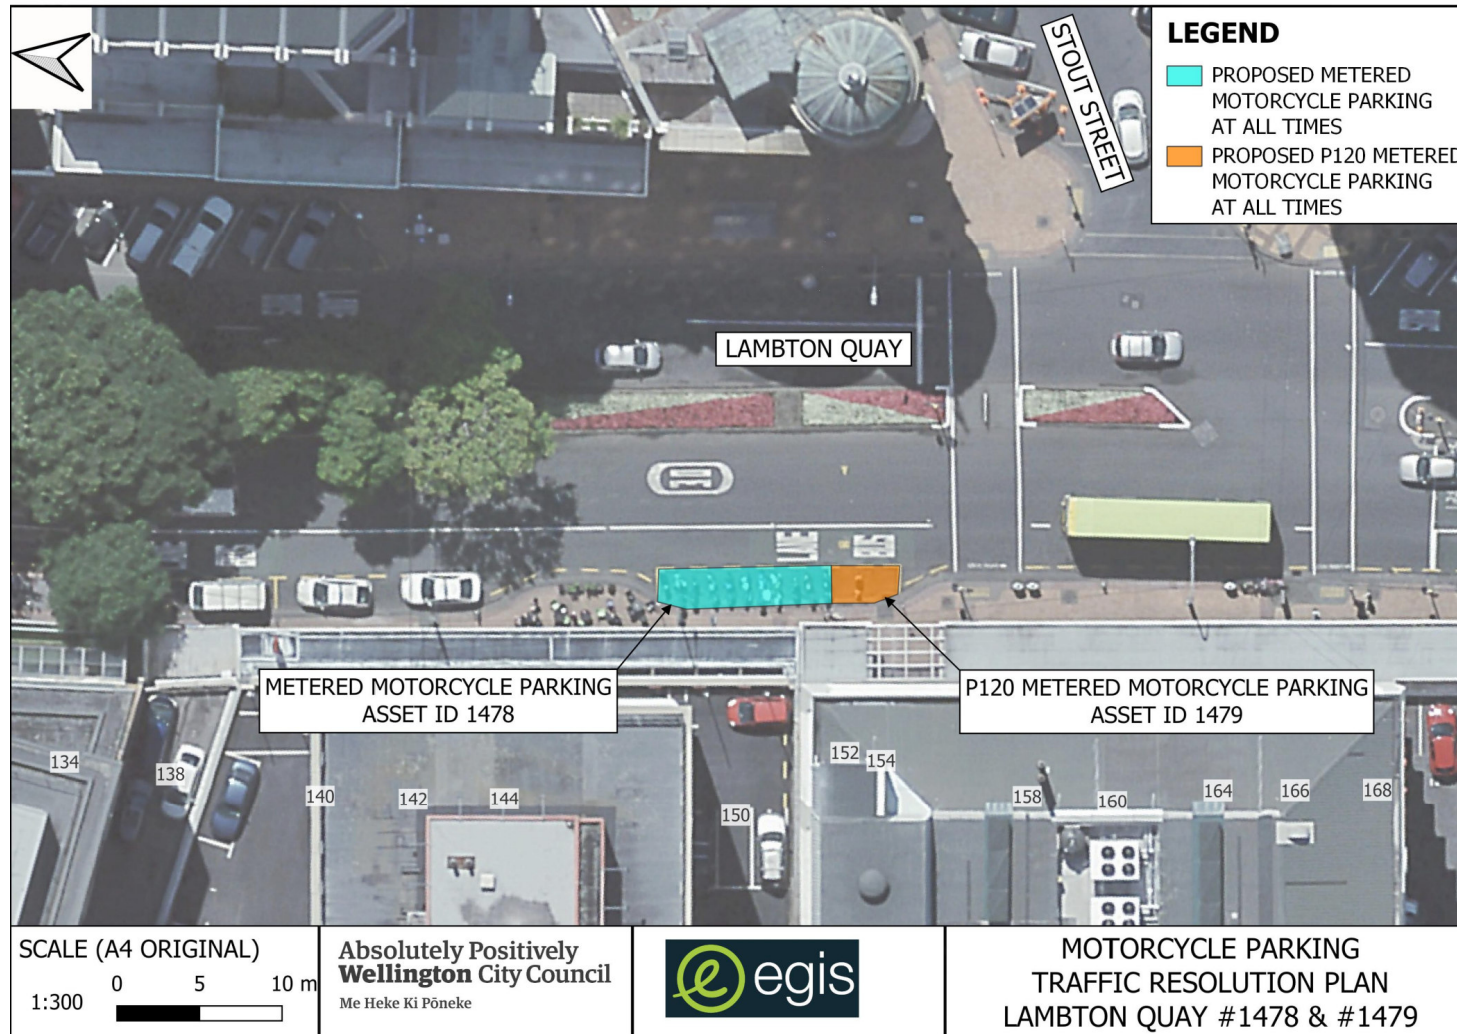 STOUT STREET
LEGEND
PROPOSED METERED
MOTORCYCLE PARKING
AT ALL TIMES
PROPOSED P120 METERED
MOTORCYCLE PARKING
AT ALL TIMES
LAMBTON QUAY
METERED MOTORCYCLE PARKING
ASSET ID 1478
P120 METERED MOTORCYCLE PARKING
ASSET ID 1479
134
138
140
142
144
150
152
154
158
160
164
166
168
SCALE (A4 ORIGINAL)
0 5 10 m
1:300
Absolutely Positively
Wellington City Council
Me Heke Ki Pōneke
e egis
MOTORCYCLE PARKING
TRAFFIC RESOLUTION PLAN
LAMBTON QUAY #1478 & #1479